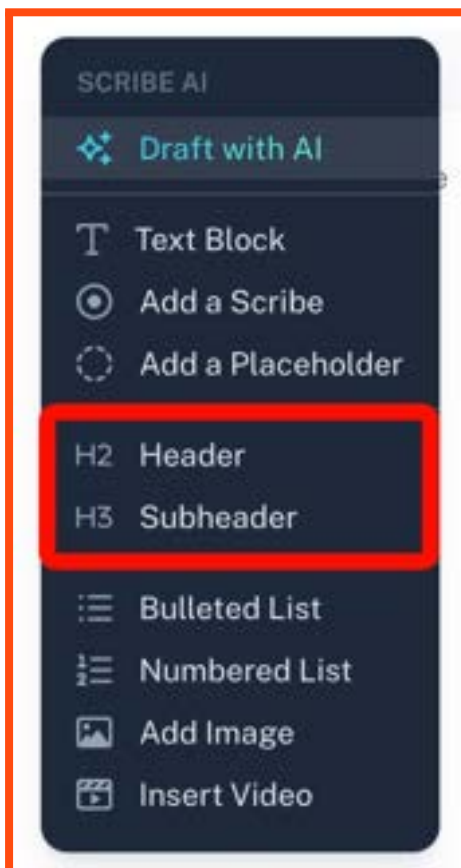 SCRIBE AI
Draft with AI
Text Block
Add a Scribe
Add a Placeholder
H2 Header
H3 Subheader
Bulleted List
Numbered List
Add Image
Insert Video